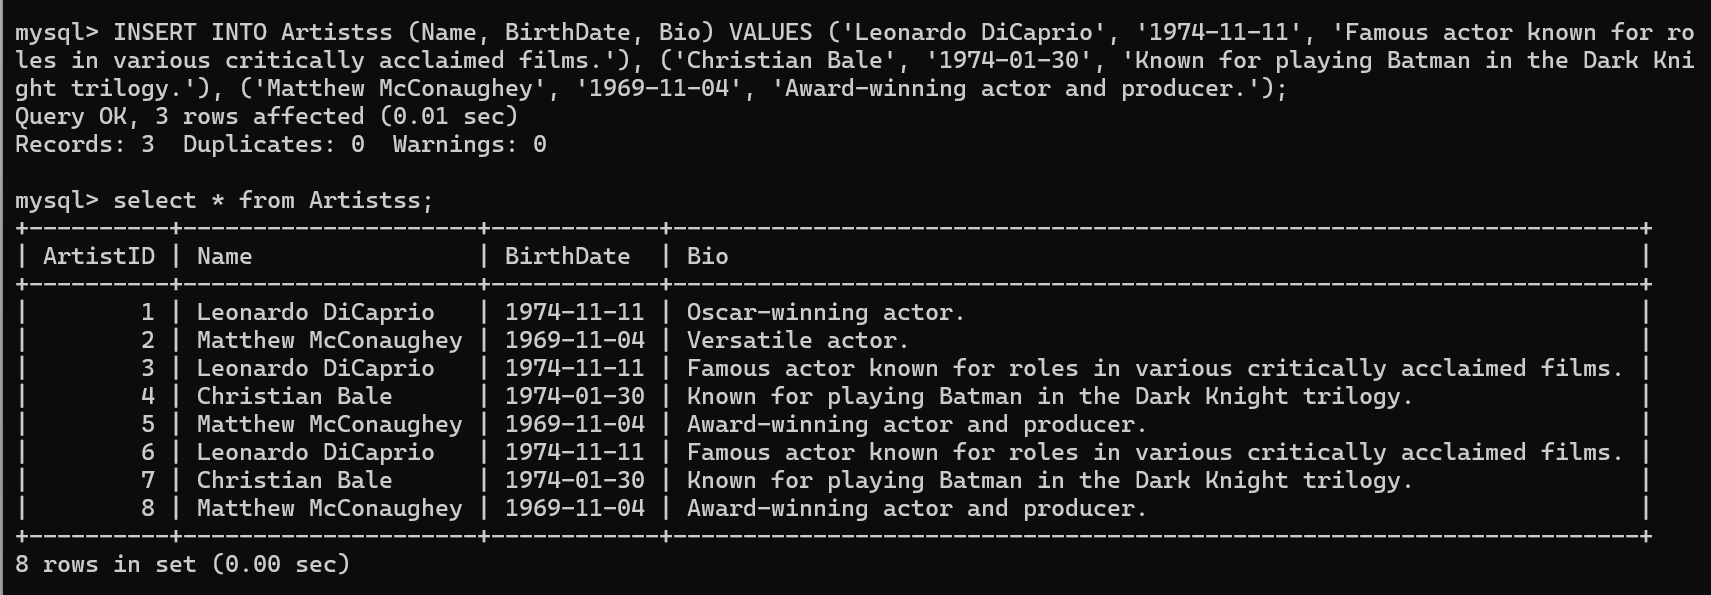 mysql> INSERT INTO Artistss (Name, BirthDate, Bio) VALUES ('Leonardo DiCaprio', '1974-11-11', 'Famous actor known for ro
les in various critically acclaimed films.'), ('Christian Bale', '1974-01-30', 'Known for playing Batman in the Dark Kni
ght trilogy.'), ('Matthew McConaughey', '1969-11-04', 'Award-winning actor and producer.');
Query OK, 3 rows affected (0.01 sec)
Records: 3  Duplicates: 0  Warnings: 0

mysql> select * from Artistss;
+----------+---------------------+------------+---------------------------------------------------------------------+
| ArtistID | Name                | BirthDate  | Bio                                                                 |
+----------+---------------------+------------+---------------------------------------------------------------------+
|        1 | Leonardo DiCaprio   | 1974-11-11 | Oscar-winning actor.                                                |
|        2 | Matthew McConaughey | 1969-11-04 | Versatile actor.                                                    |
|        3 | Leonardo DiCaprio   | 1974-11-11 | Famous actor known for roles in various critically acclaimed films. |
|        4 | Christian Bale      | 1974-01-30 | Known for playing Batman in the Dark Knight trilogy.                |
|        5 | Matthew McConaughey | 1969-11-04 | Award-winning actor and producer.                                   |
|        6 | Leonardo DiCaprio   | 1974-11-11 | Famous actor known for roles in various critically acclaimed films. |
|        7 | Christian Bale      | 1974-01-30 | Known for playing Batman in the Dark Knight trilogy.                |
|        8 | Matthew McConaughey | 1969-11-04 | Award-winning actor and producer.                                   |
+----------+---------------------+------------+---------------------------------------------------------------------+
8 rows in set (0.00 sec)